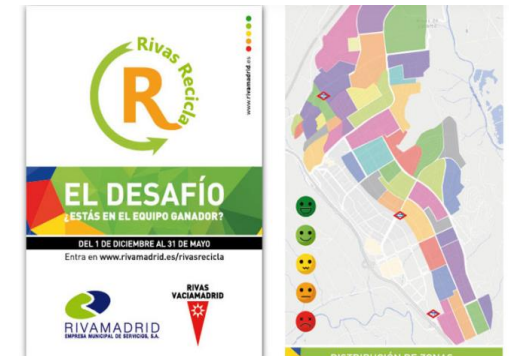 Rivas Recicla
R
www.rivamadrid.es
EL DESAFÍO
¿ESTÁS EN EL EQUIPO GANADOR?
DEL 1 DE DICIEMBRE AL 31 DE MAYO
Entra en www.rivamadrid.es/rivasrecicla
RIVAMADRID
EMPRESA MUNICIPAL DE SERVICIOS, S.A.
RIVAS
VACIAMADRID
DISTRIBUCIÓN DE ZONAS